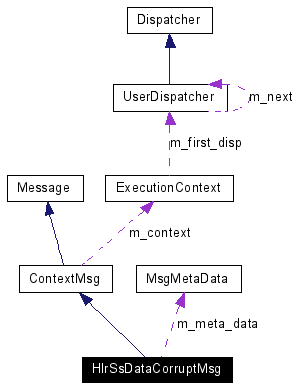 Dispatcher
UserDispatcher
m_next
m_first_disp
Message
ExecutionContext
m_context
ContextMsg
MsgMetaData
m_meta_data
HlrSsDataCorruptMsg